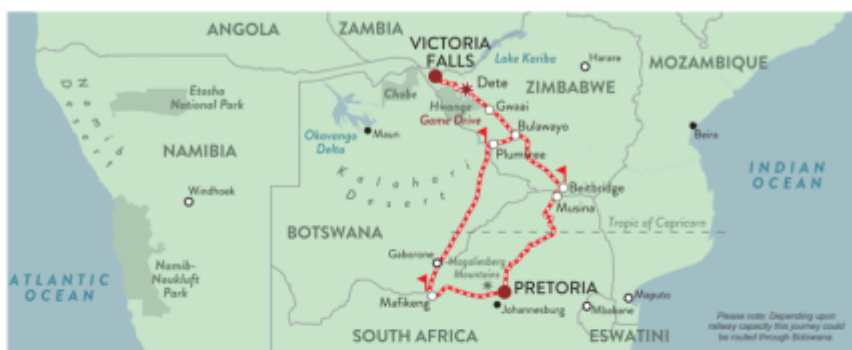 ANGOLA
ZAMBIA
VICTORIA
FALLS
Lake Kariba
Harare
MOZAMBIQUE
Namib
Desert
Etosha
National Park
Chobe
Dete
ZIMBABWE
Hwange
Game Drive
Gwaai
Okavango
Delta
Maun
Bulawayo
Plumtree
Beira
NAMIBIA
INDIAN
OCEAN
Windhoek
Kalahari
Desert
Beitbridge
Musina
Tropic of Capricorn
BOTSWANA
Gaborone
Magaliesberg
Mountains
ATLANTIC
OCEAN
Namib-
Naukluft
Park
Mafikeng
PRETORIA
Johannesburg
Maputo
Mbabane
SOUTH AFRICA
ESWATINI
Please note: Depending upon
railway capacity this journey could
be routed through Botswana.